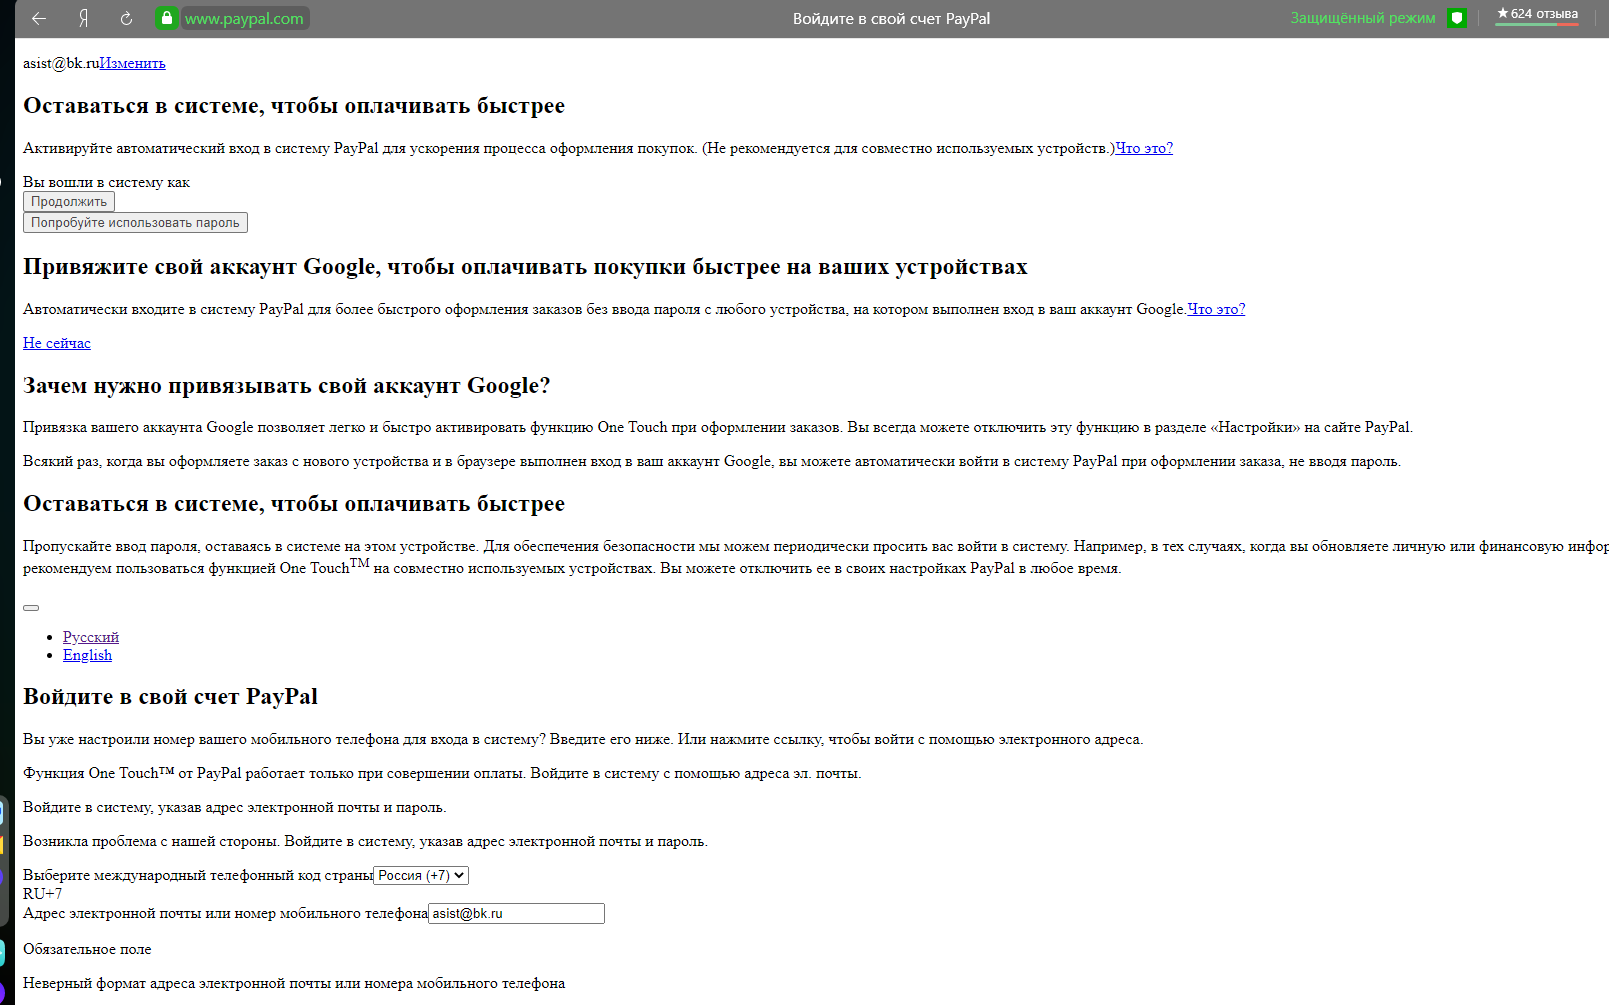 Я www.paypal.com Войдите в свой счет PayPal Защищённый режим ★ 624 отзыва
asist@bk.ruИзменить
Оставаться в системе, чтобы оплачивать быстрее
Активируйте автоматический вход в систему PayPal для ускорения процесса оформления покупок. (Не рекомендуется для совместно используемых устройств.)Что это?
Вы вошли в систему как
Продолжить
Попробуйте использовать пароль
Привяжите свой аккаунт Google, чтобы оплачивать покупки быстрее на ваших устройствах
Автоматически входите в систему PayPal для более быстрого оформления заказов без ввода пароля с любого устройства, на котором выполнен вход в ваш аккаунт Google.Что это?
Не сейчас
Зачем нужно привязывать свой аккаунт Google?
Привязка вашего аккаунта Google позволяет легко и быстро активировать функцию One Touch при оформлении заказов. Вы всегда можете отключить эту функцию в разделе «Настройки» на сайте PayPal.
Всякий раз, когда вы оформляете заказ с нового устройства и в браузере выполнен вход в ваш аккаунт Google, вы можете автоматически войти в систему PayPal при оформлении заказа, не вводя пароль.
Оставаться в системе, чтобы оплачивать быстрее
Пропускайте ввод пароля, оставаясь в системе на этом устройстве. Для обеспечения безопасности мы можем периодически просить вас войти в систему. Например, в тех случаях, когда вы обновляете личную или финансовую инфор
рекомендуем пользоваться функцией One Touch™ на совместно используемых устройствах. Вы можете отключить ее в своих настройках PayPal в любое время.
Русский
English
Войдите в свой счет PayPal
Вы уже настроили номер вашего мобильного телефона для входа в систему? Введите его ниже. Или нажмите ссылку, чтобы войти с помощью электронного адреса.
Функция One Touch™ от PayPal работает только при совершении оплаты. Войдите в систему с помощью адреса эл. почты.
Войдите в систему, указав адрес электронной почты и пароль.
Возникла проблема с нашей стороны. Войдите в систему, указав адрес электронной почты и пароль.
Выберите международный телефонный код страны Россия (+7)
RU+7
Адрес электронной почты или номер мобильного телефона asist@bk.ru
Обязательное поле
Неверный формат адреса электронной почты или номера мобильного телефона